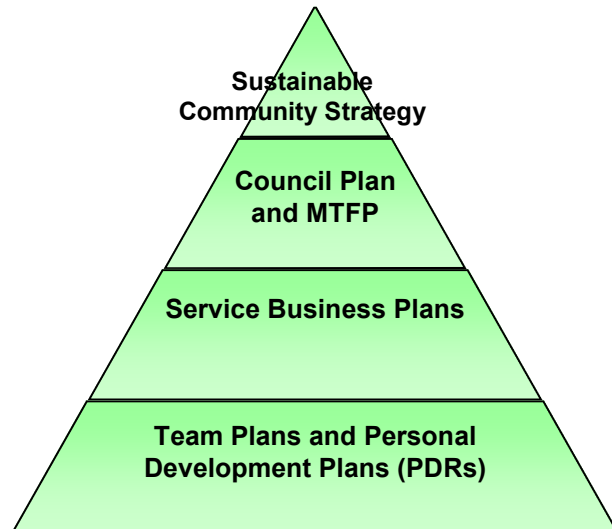 Sustainable
Community Strategy
Council Plan
and MTFP
Service Business Plans
Team Plans and Personal
Development Plans (PDRs)